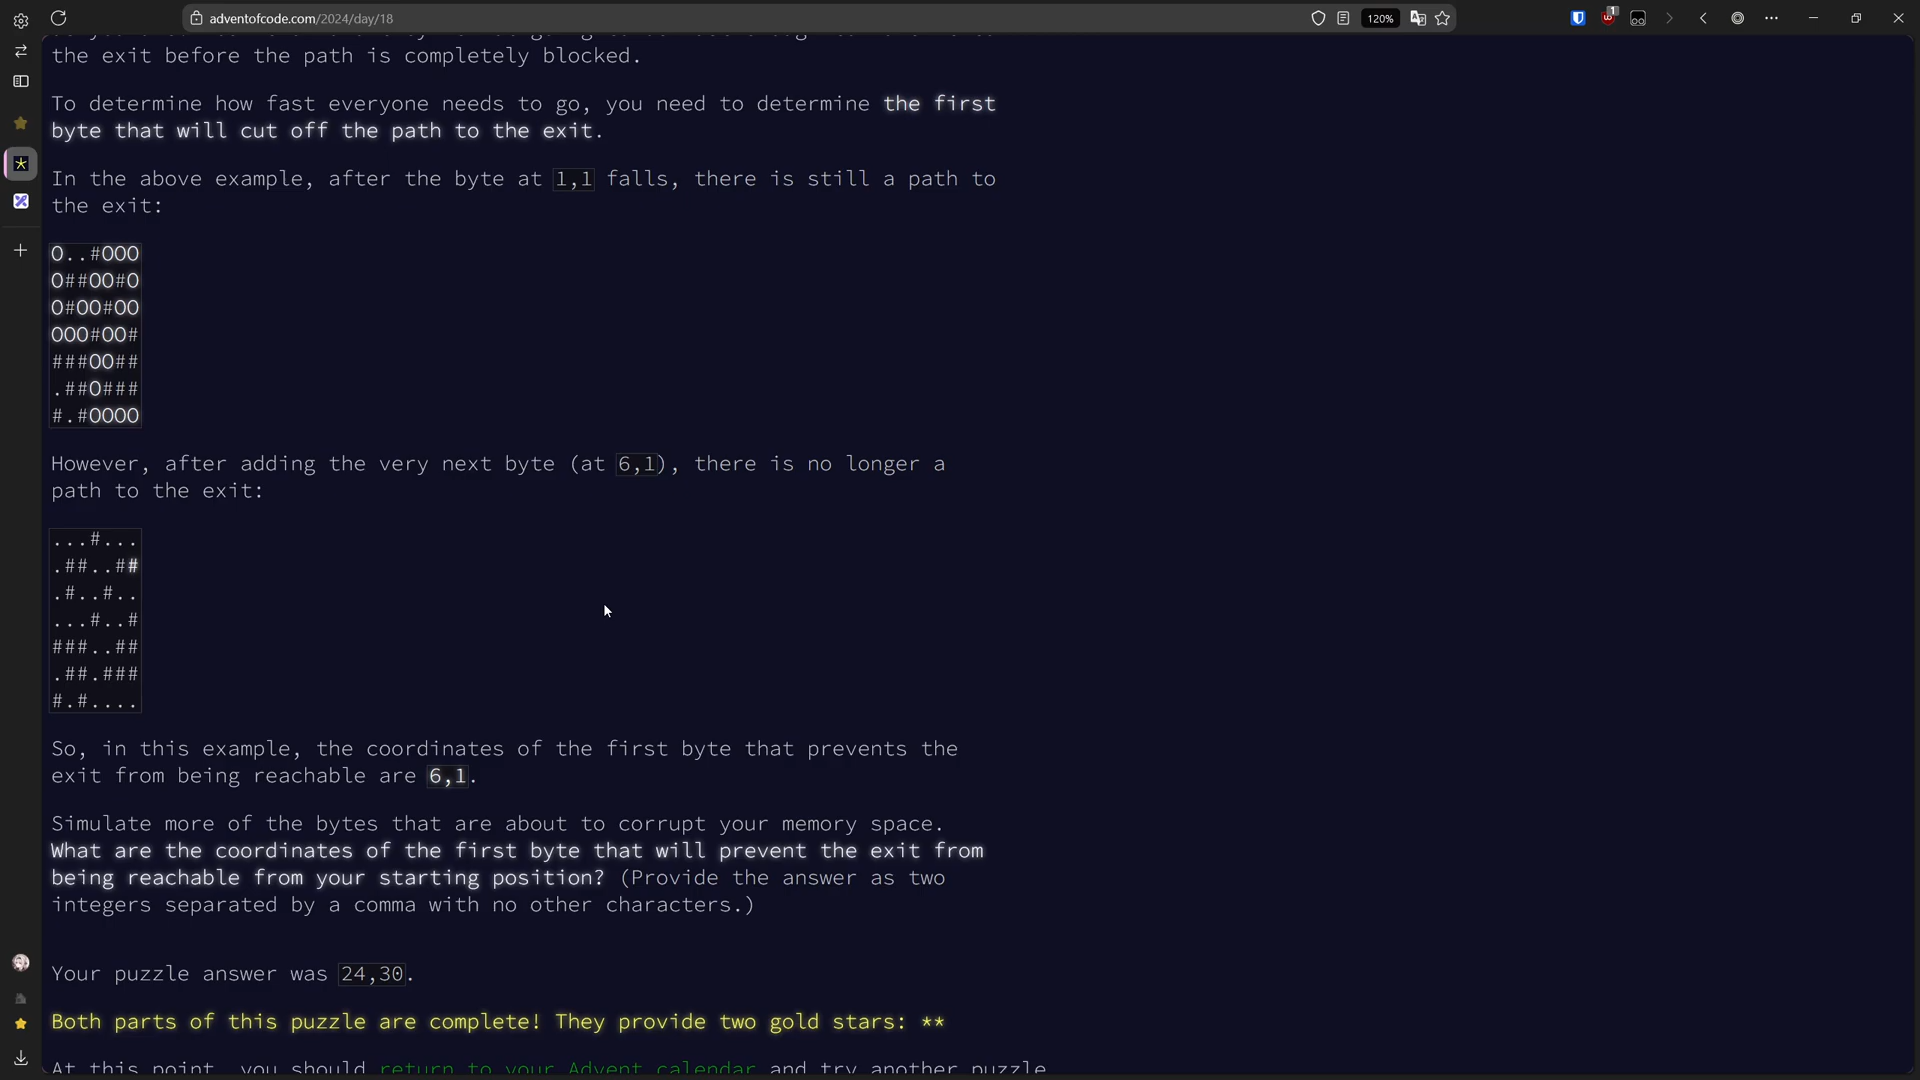 adventofcode.com/2024/day/18
120%
1
the exit before the path is completely blocked.
To determine how fast everyone needs to go, you need to determine the first
byte that will cut off the path to the exit.
In the above example, after the byte at 1,1 falls, there is still a path to
the exit:
O..#OOO
O##OO#O
O#OO#OO
OOO#OO#
###OO##
.##O###
#.#OOOO
However, after adding the very next byte (at 6,1), there is no longer a
path to the exit:
...#...
.##..##
.#..#..
...#..#
###..##
.##.###
#.#....
So, in this example, the coordinates of the first byte that prevents the
exit from being reachable are 6,1.
Simulate more of the bytes that are about to corrupt your memory space.
What are the coordinates of the first byte that will prevent the exit from
being reachable from your starting position? (Provide the answer as two
integers separated by a comma with no other characters.)
Your puzzle answer was 24,30.
Both parts of this puzzle are complete! They provide two gold stars: **
At this point, you should return to your Advent calendar and try another puzzle